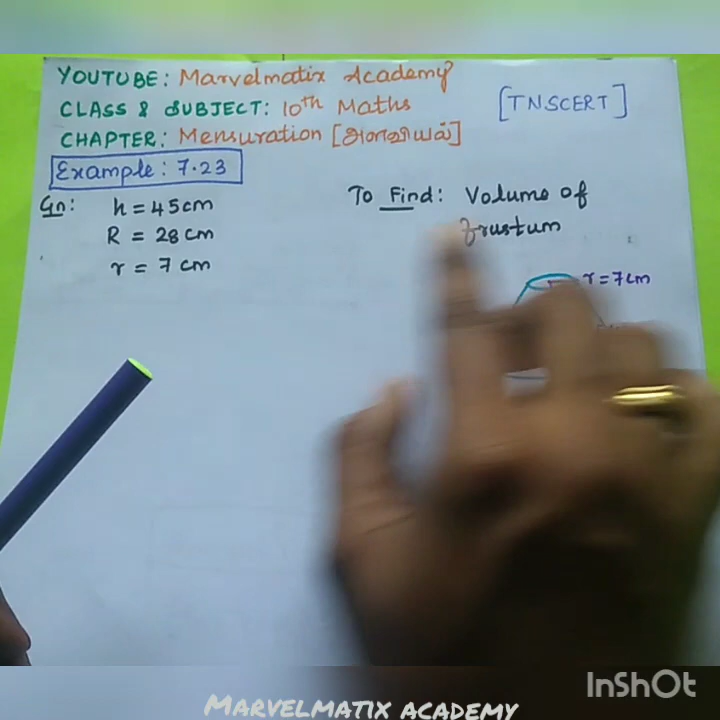 YOUTUBE: Marvelmatix Academy
CLASS & SUBJECT: 10th Maths
[TNSCERT]
CHAPTER: Mensuration [அளவியல்]
Example: 7.23
Gn: h = 45cm
R = 28 cm
r = 7 cm
To Find: Volume of
frustum
r = 7cm
InShOt
MARVELMATIX ACADEMY